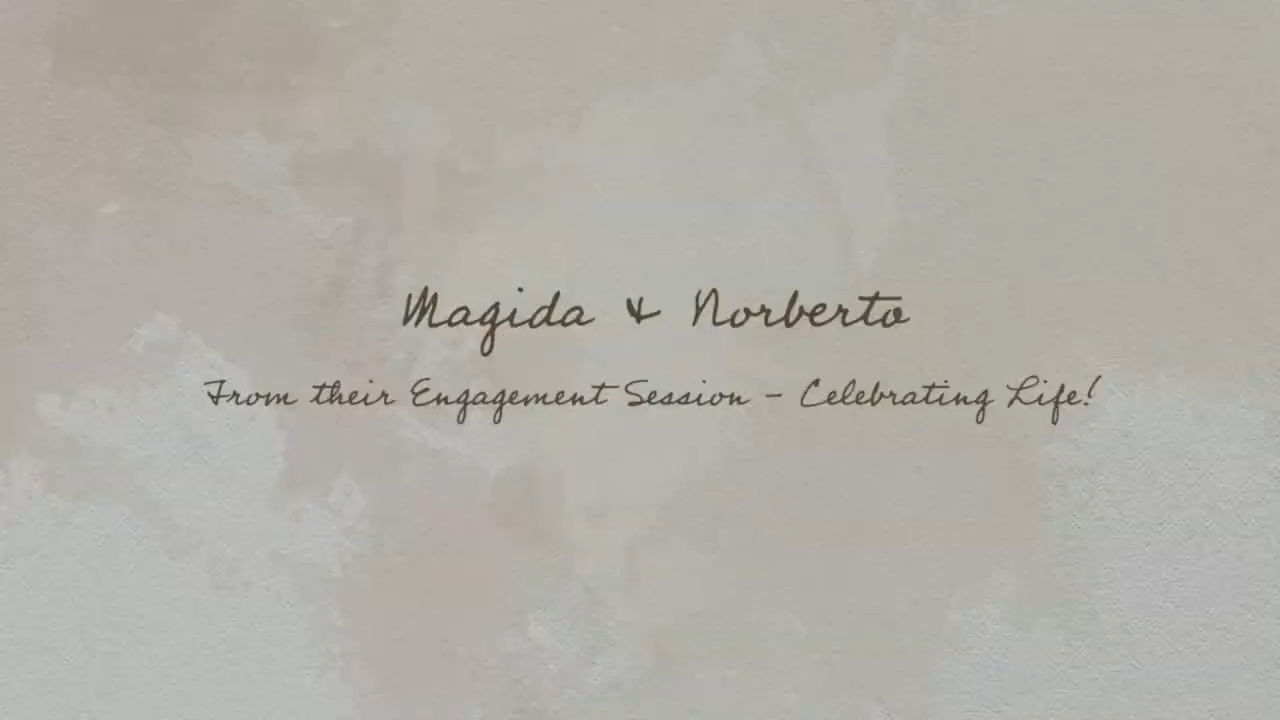 Magida & Norberto
From their Engagement Session - Celebrating Life!